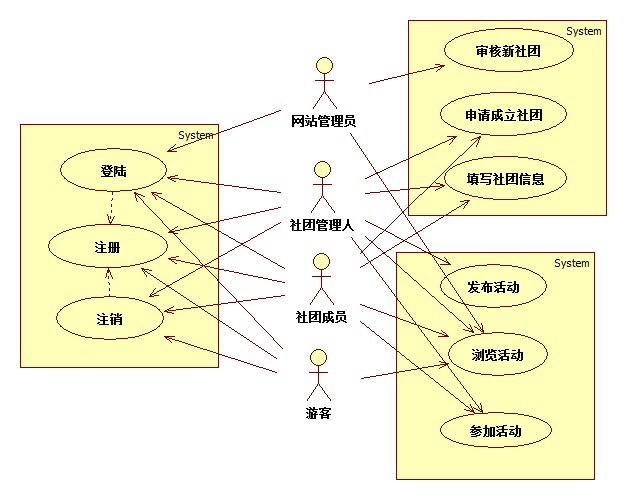 System
审核新社团
申请成立社团
填写社团信息
网站管理员
System
登陆
注册
注销
社团管理人
社团成员
游客
System
发布活动
浏览活动
参加活动